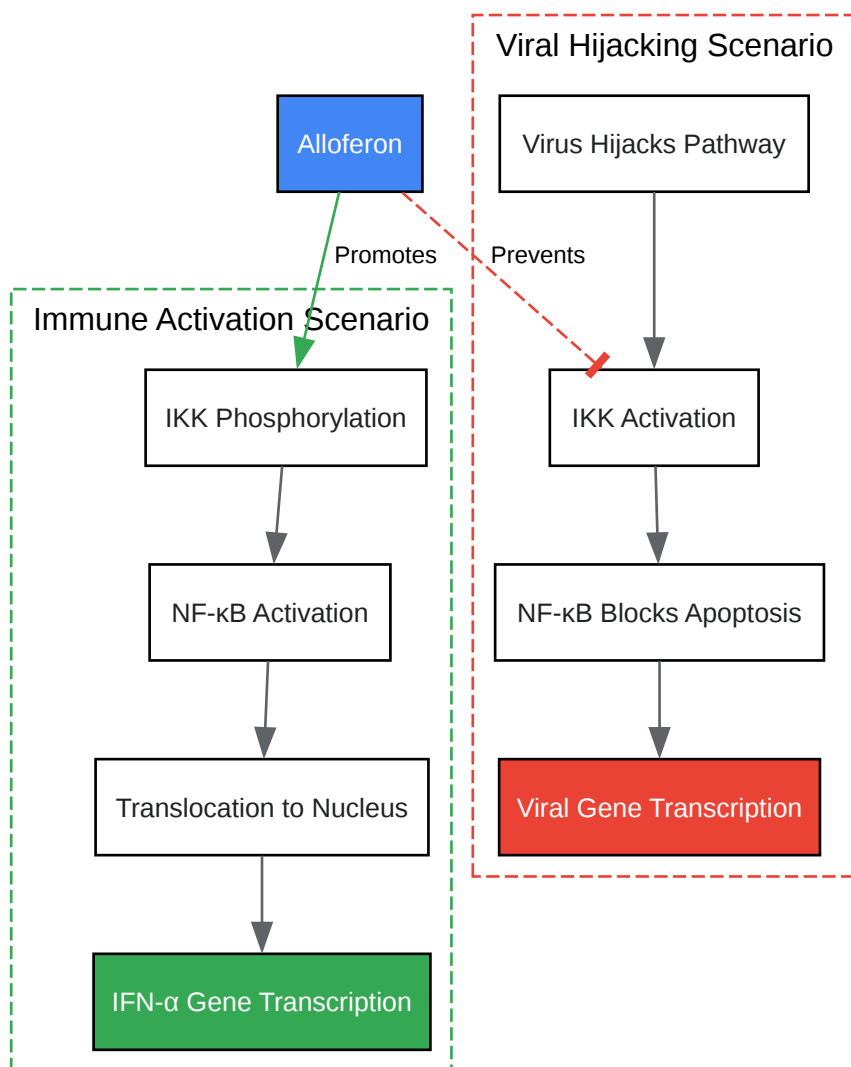 Viral Hijacking Scenario
Alloferon
Virus Hijacks Pathway
Promotes
Prevents
Immune Activation Scenario
IKK Phosphorylation
IKK Activation
NF-κB Activation
NF-κB Blocks Apoptosis
Translocation to Nucleus
Viral Gene Transcription
IFN-α Gene Transcription